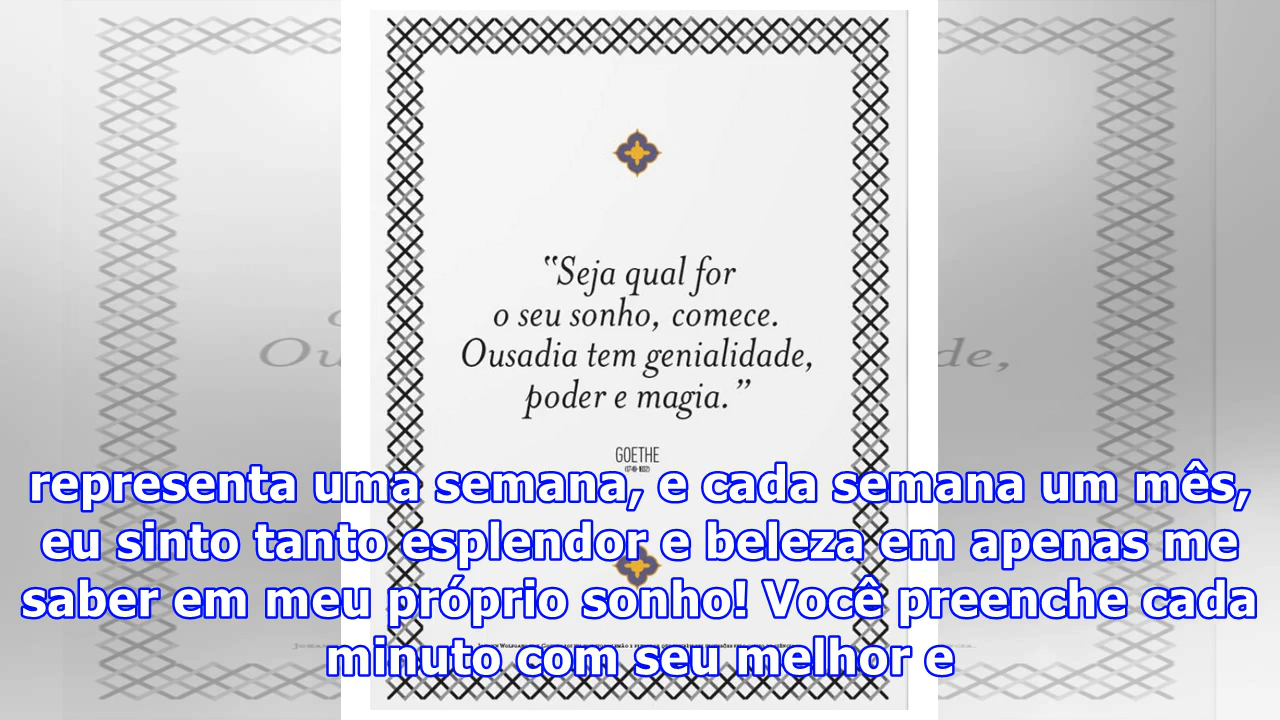 “Seja qual for
o seu sonho, comece.
Ousadia tem genialidade,
poder e magia.”
GOETHE
representa uma semana, e cada semana um mês,
eu sinto tanto esplendor e beleza em apenas me
saber em meu próprio sonho! Você preenche cada
minuto com seu melhor e